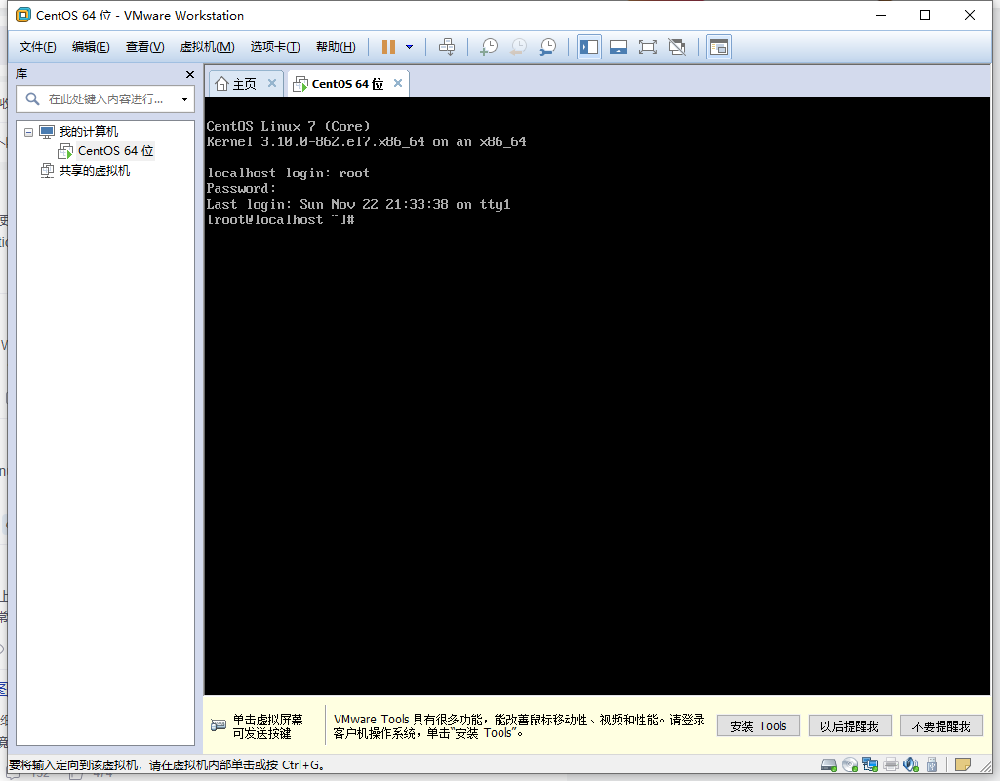 CentOS 64 位 - VMware Workstation
文件(F) 编辑(E) 查看(V) 虚拟机(M) 选项卡(T) 帮助(H)
库
主页
CentOS 64 位
在此处键入内容进行...
我的计算机
CentOS 64 位
共享的虚拟机
CentOS Linux 7 (Core)
Kernel 3.10.0-862.el7.x86_64 on an x86_64
localhost login: root
Password:
Last login: Sun Nov 22 21:33:38 on tty1
[root@localhost ~]#
单击虚拟屏幕
可发送按键
VMware Tools 具有很多功能，能改善鼠标移动性、视频和性能。请登录
客户机操作系统，单击“安装 Tools”。
安装 Tools
以后提醒我
不要提醒我
要将输入定向到该虚拟机，请在虚拟机内部单击或按 Ctrl+G。